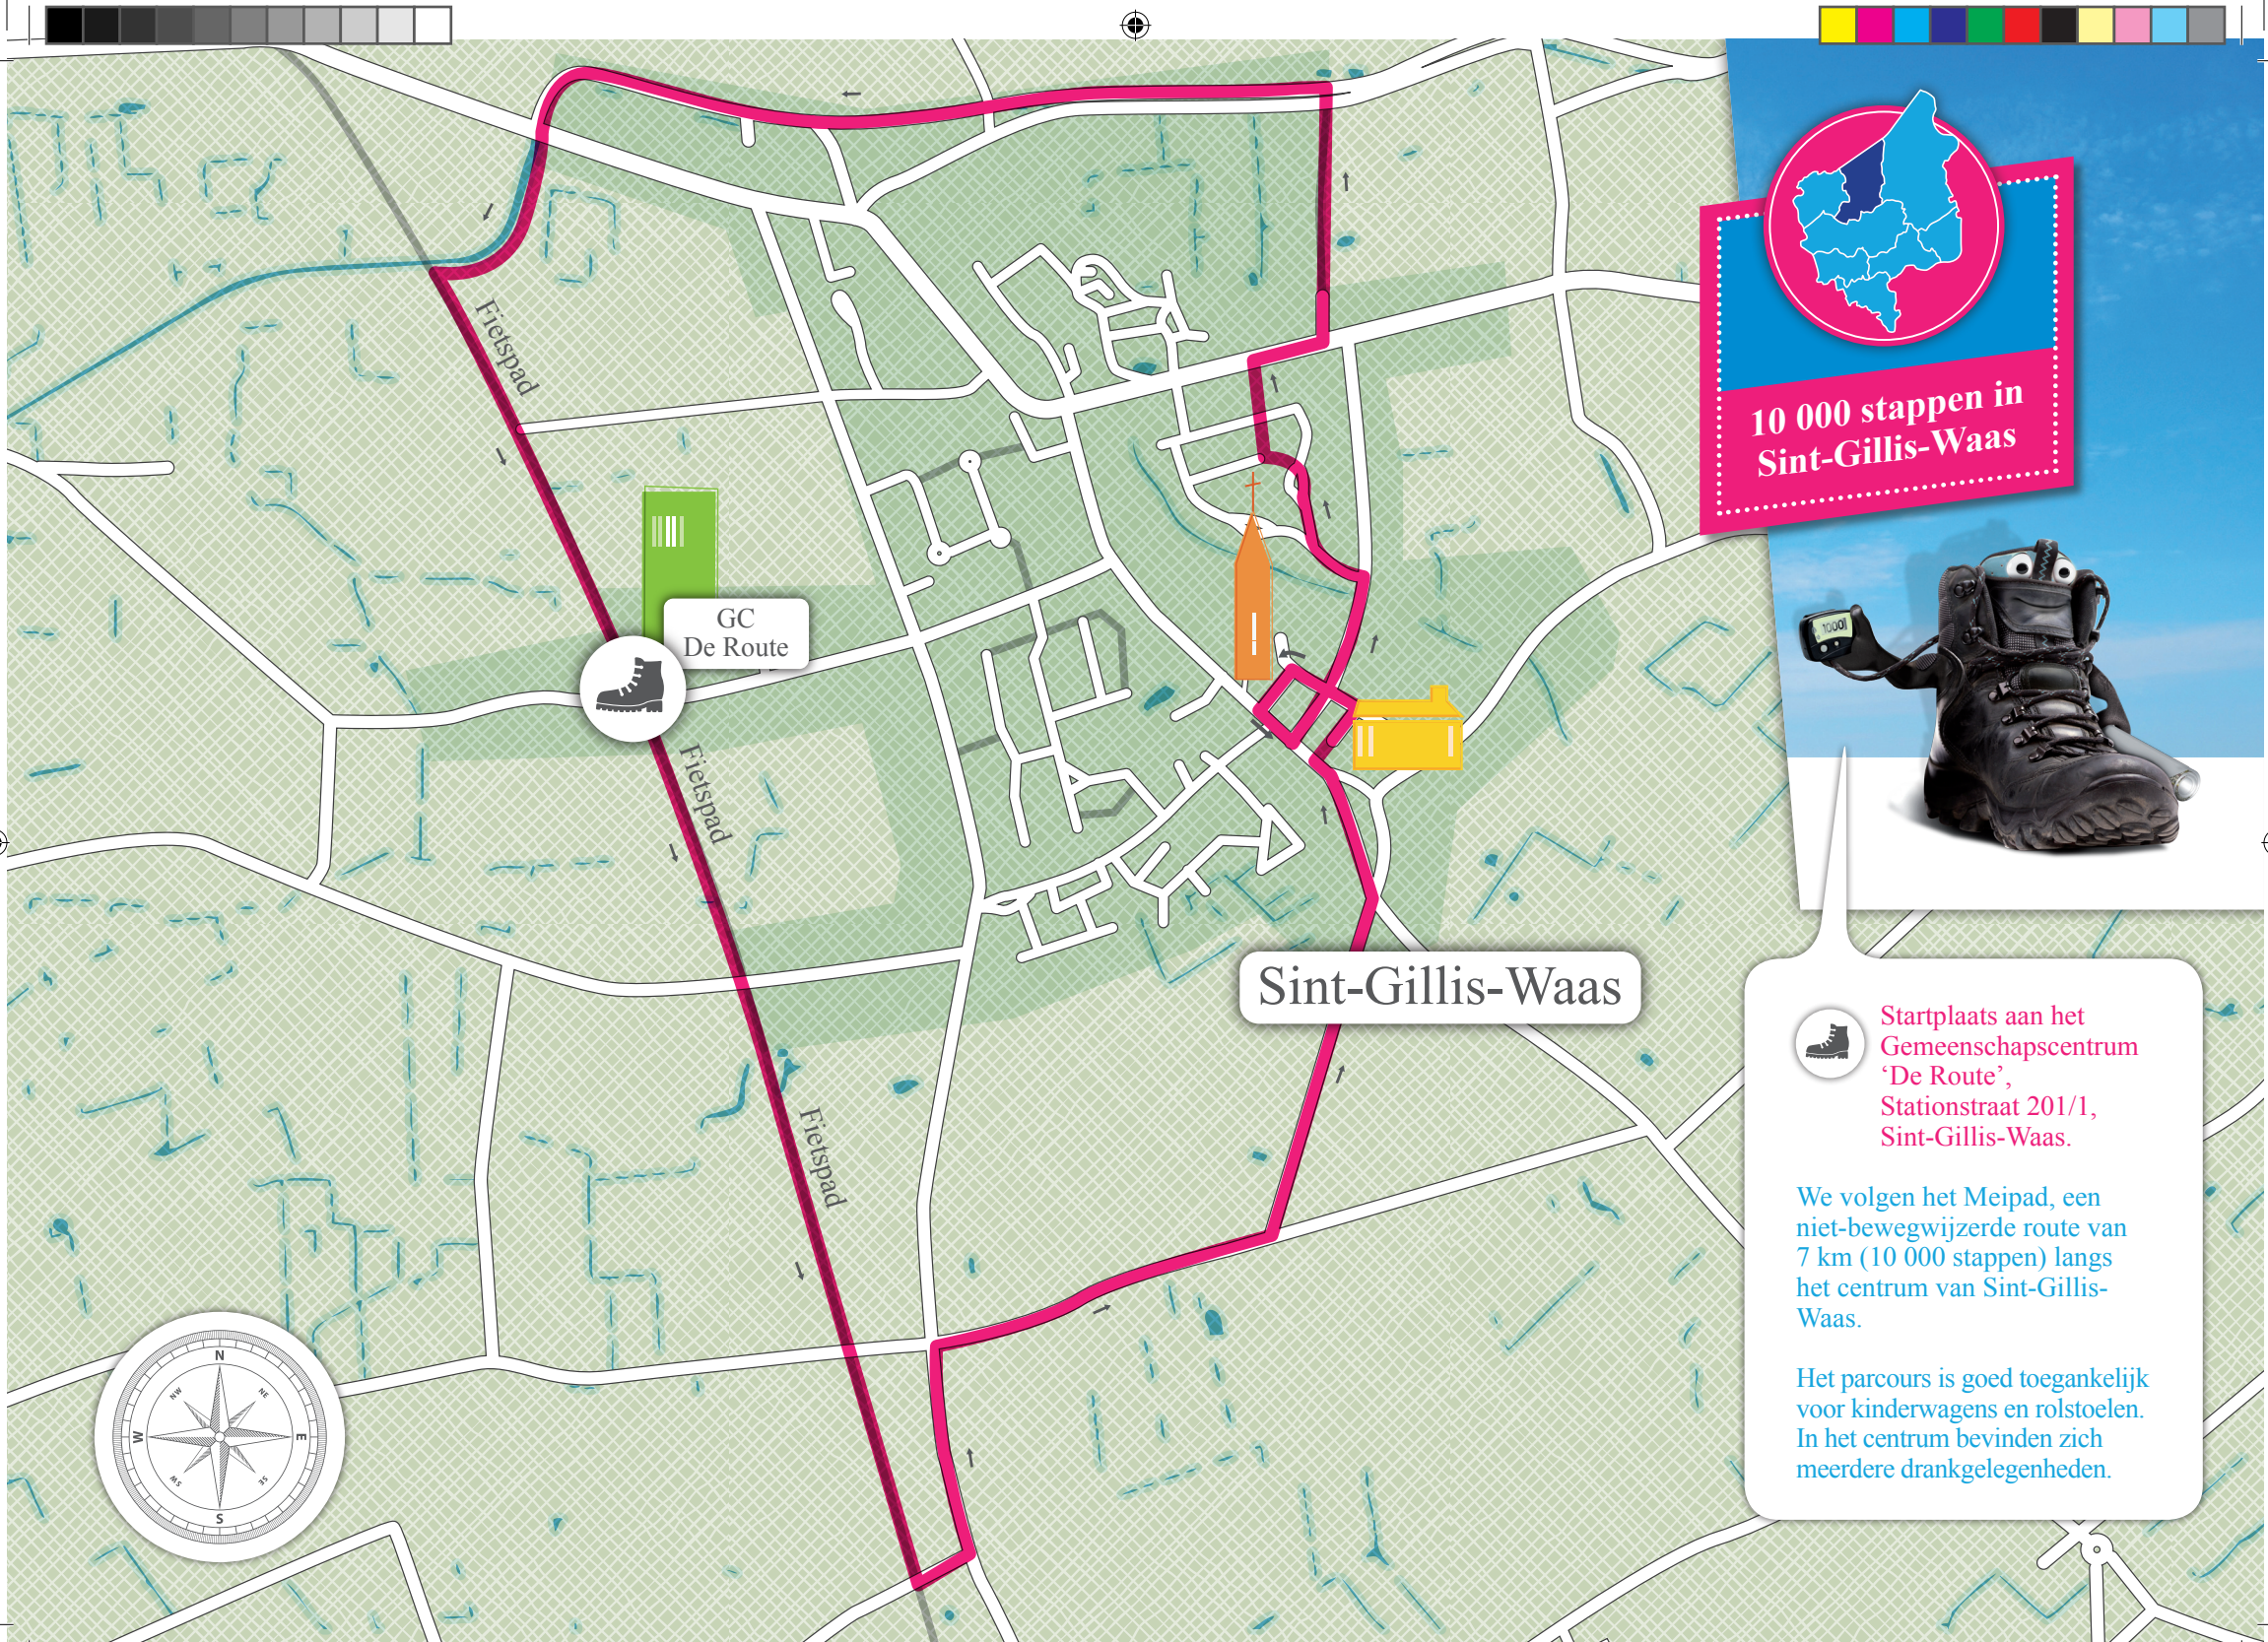 10 000 stappen in
Sint-Gillis-Waas
1000
Fietspad
GC
De Route
Fietspad
Sint-Gillis-Waas
Fietspad
Startplaats aan het
Gemeenschapscentrum
‘De Route’,
Stationstraat 201/1,
Sint-Gillis-Waas.
We volgen het Meipad, een
niet-bewegwijzerde route van
7 km (10 000 stappen) langs
het centrum van Sint-Gillis-
Waas.
Het parcours is goed toegankelijk
voor kinderwagens en rolstoelen.
In het centrum bevinden zich
meerdere drankgelegenheden.
N
NW
NE
W
E
SW
SE
S